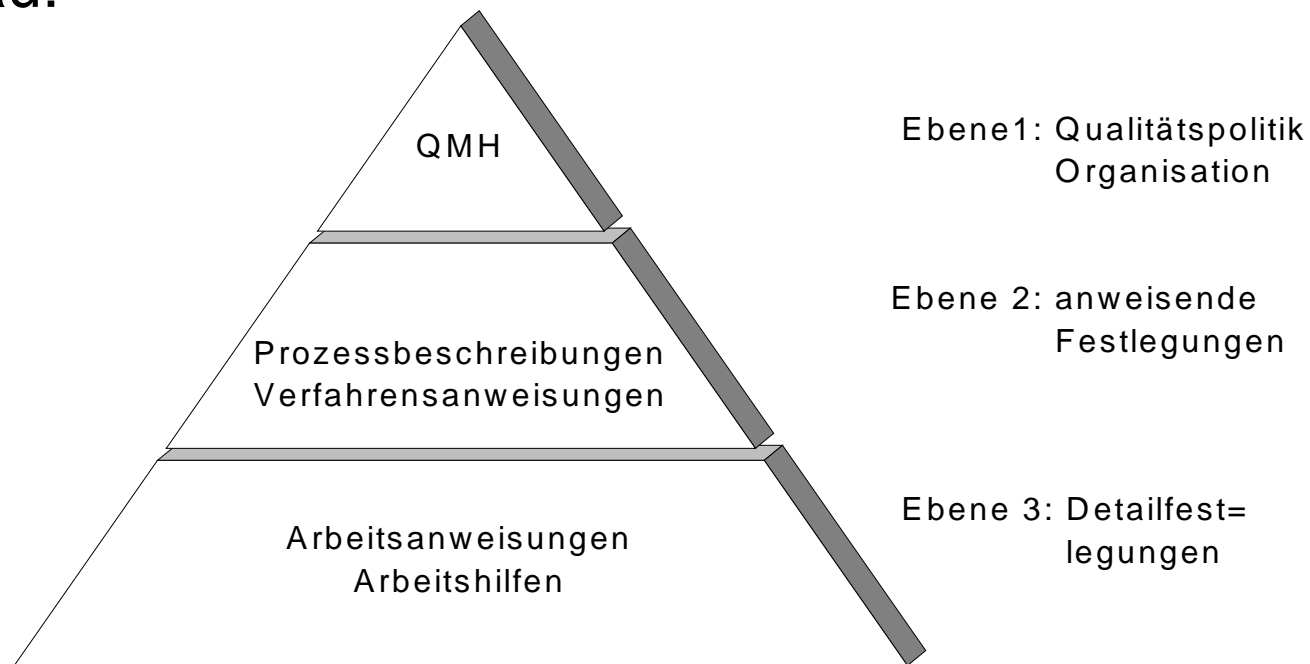 QMH
Ebene1: Qualitätspolitik
Organisation
Prozessbeschreibungen
Verfahrensanweisungen
Ebene 2: anweisende
Festlegungen
Arbeitsanweisungen
Arbeitshilfen
Ebene 3: Detailfest=
legungen